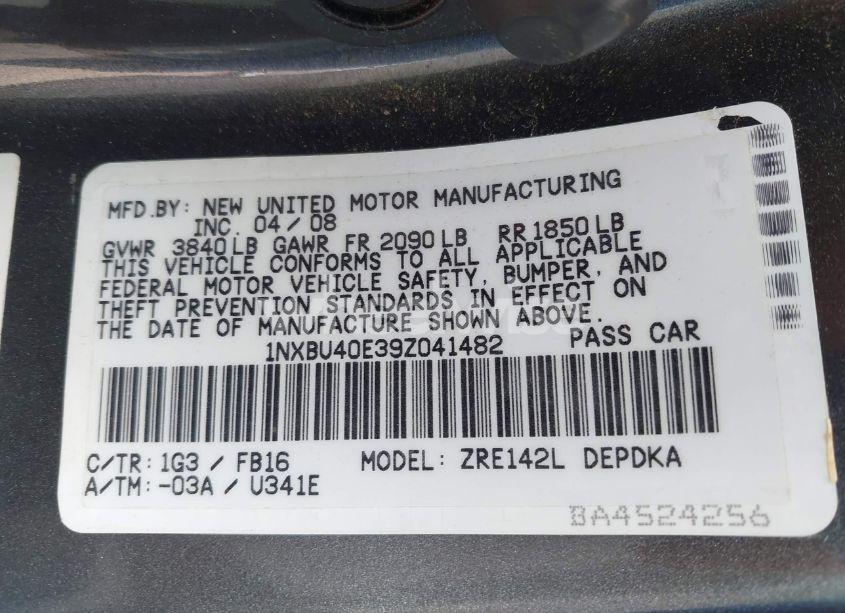 MFD.BY: NEW UNITED MOTOR MANUFACTURING
INC. 04/08
GVWR 3840LB GAWR FR 2090LB RR 1850LB
THIS VEHICLE CONFORMS TO ALL APPLICABLE
FEDERAL MOTOR VEHICLE SAFETY, BUMPER, AND
THEFT PREVENTION STANDARDS IN EFFECT ON
THE DATE OF MANUFACTURE SHOWN ABOVE.
1NXBU40E39Z041482 PASS CAR
C/TR: 1G3 / FB16 MODEL: ZRE142L DEPDKA
A/TM: -03A / U341E
BA4524256